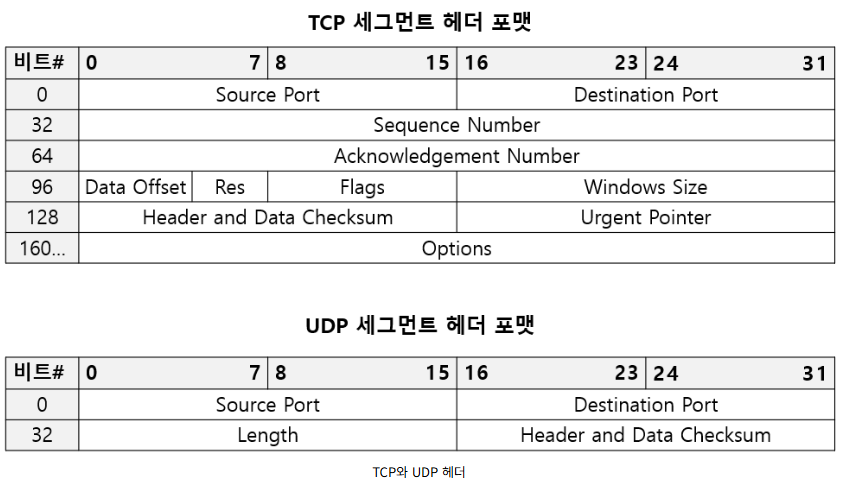 TCP 세그먼트 헤더 포맷
비트# 0 7 8 15 16 23 24 31
0 Source Port Destination Port
32 Sequence Number
64 Acknowledgement Number
96 Data Offset Res Flags Windows Size
128 Header and Data Checksum Urgent Pointer
160... Options
UDP 세그먼트 헤더 포맷
비트# 0 7 8 15 16 23 24 31
0 Source Port Destination Port
32 Length Header and Data Checksum
TCP와 UDP 헤더